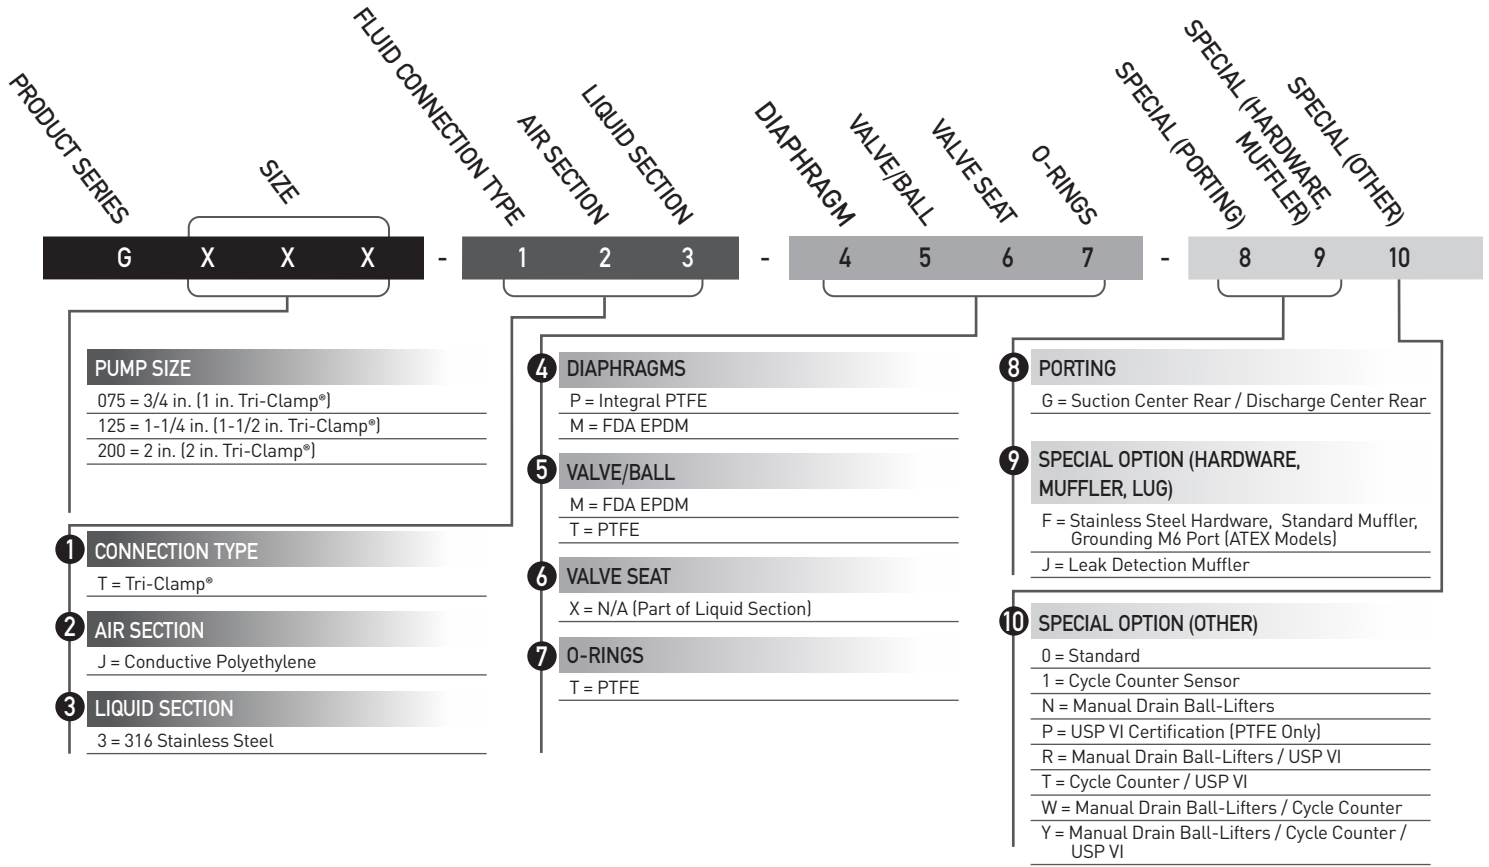 PRODUCT SERIES
SIZE
FLUID CONNECTION TYPE
AIR SECTION
LIQUID SECTION
DIAPHRAGM
VALVE/BALL
VALVE SEAT
O-RINGS
SPECIAL (PORTING)
SPECIAL (HARDWARE,
MUFFLER)
SPECIAL (OTHER)
G X X X - 1 2 3 - 4 5 6 7 - 8 9 10
PUMP SIZE
075 = 3/4 in. (1 in. Tri-Clamp®)
125 = 1-1/4 in. (1-1/2 in. Tri-Clamp®)
200 = 2 in. (2 in. Tri-Clamp®)
1 CONNECTION TYPE
T = Tri-Clamp®
2 AIR SECTION
J = Conductive Polyethylene
3 LIQUID SECTION
3 = 316 Stainless Steel
4 DIAPHRAGMS
P = Integral PTFE
M = FDA EPDM
5 VALVE/BALL
M = FDA EPDM
T = PTFE
6 VALVE SEAT
X = N/A (Part of Liquid Section)
7 O-RINGS
T = PTFE
8 PORTING
G = Suction Center Rear / Discharge Center Rear
9 SPECIAL OPTION (HARDWARE,
MUFFLER, LUG)
F = Stainless Steel Hardware, Standard Muffler,
Grounding M6 Port (ATEX Models)
J = Leak Detection Muffler
10 SPECIAL OPTION (OTHER)
0 = Standard
1 = Cycle Counter Sensor
N = Manual Drain Ball-Lifters
P = USP VI Certification (PTFE Only)
R = Manual Drain Ball-Lifters / USP VI
T = Cycle Counter / USP VI
W = Manual Drain Ball-Lifters / Cycle Counter
Y = Manual Drain Ball-Lifters / Cycle Counter /
USP VI